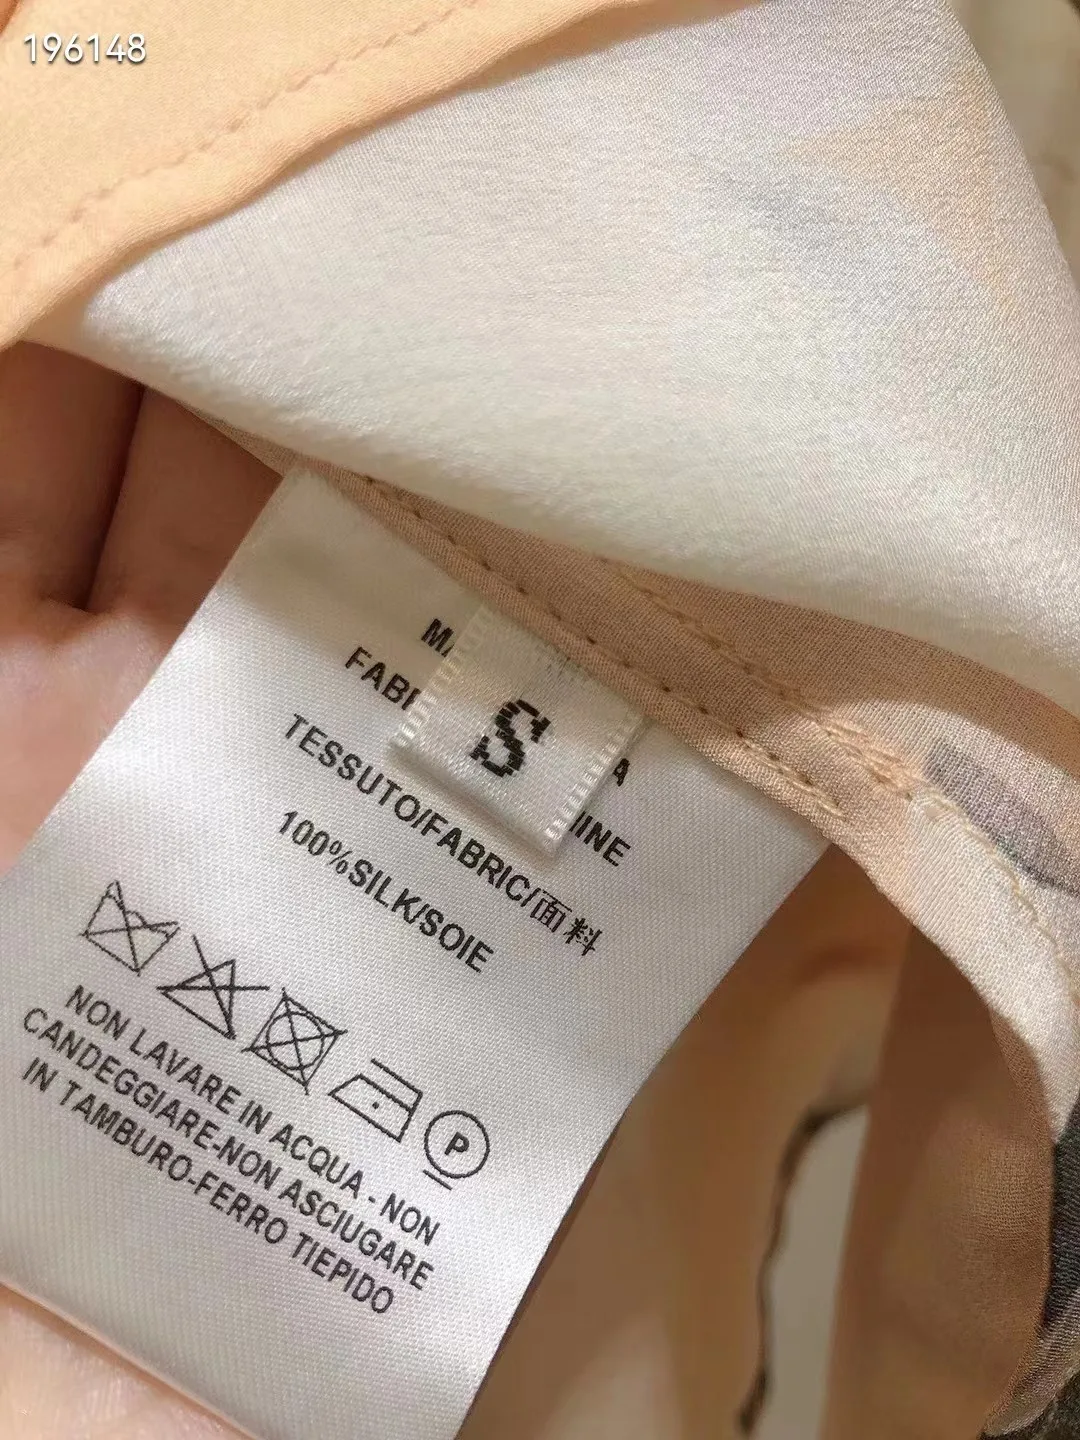 196148
S
TESSUTO/FABRIC/面料
100%SILK/SOIE
P
NON LAVARE IN ACQUA - NON
CANDEGGIARE-NON ASCIUGARE
IN TAMBURO-FERRO TIEPIDO